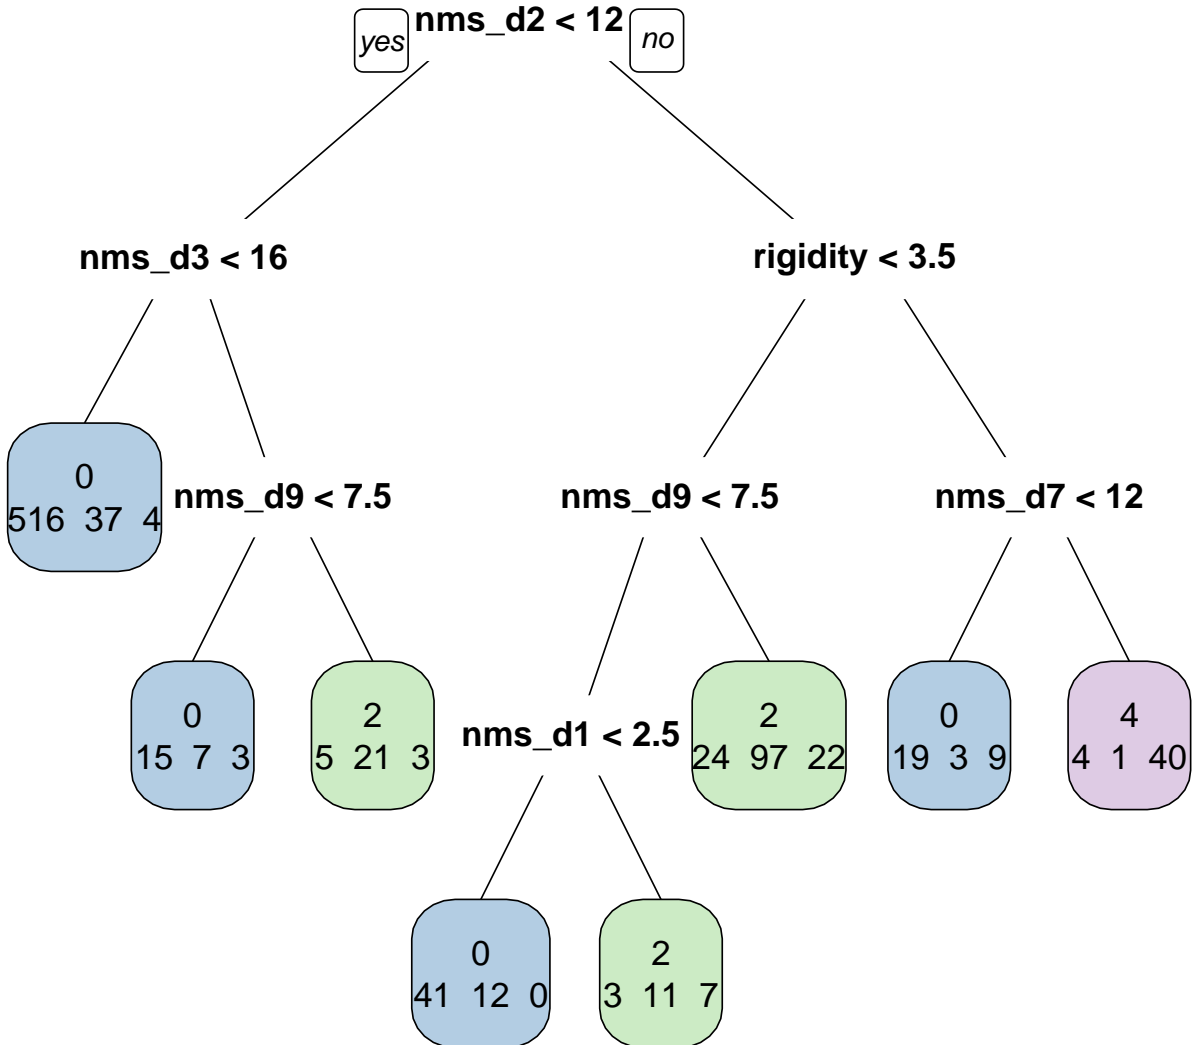 nms_d2 < 12
yes
no
nms_d3 < 16
rigidity < 3.5
0
516 37 4
nms_d9 < 7.5
nms_d9 < 7.5
nms_d7 < 12
0
15 7 3
2
5 21 3
nms_d1 < 2.5
2
24 97 22
0
19 3 9
4
4 1 40
0
41 12 0
2
3 11 7